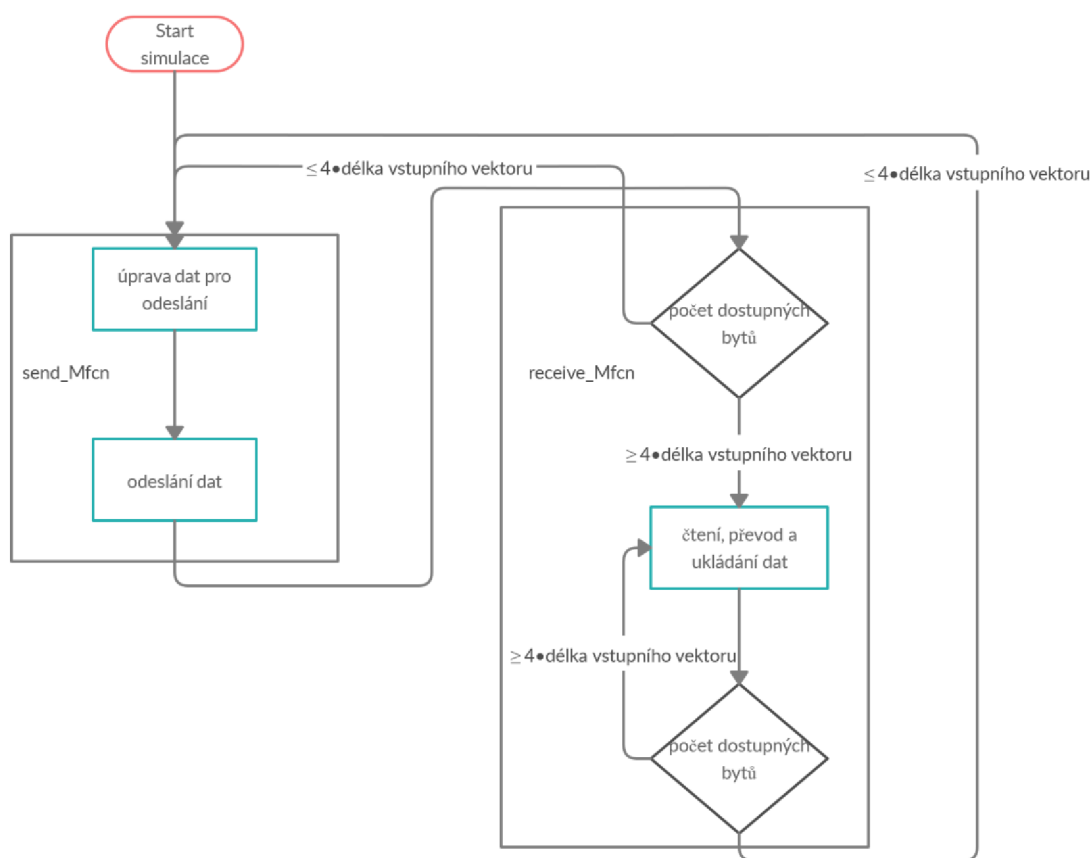 Start
simulace
≤ 4•délka vstupního vektoru
≤ 4•délka vstupního vektoru
úprava dat pro
odeslání
send_Mfcn
odeslání dat
počet dostupných
bytů
receive_Mfcn
≥ 4•délka vstupního vektoru
čtení, převod a
ukládání dat
≥ 4•délka vstupního vektoru
počet dostupných
bytů